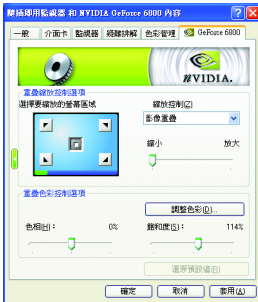 隨插即用監視器 和 NVIDIA GeForce 6800 內容
一般 介面卡 監視器 疑難排解 色彩管理 GeForce 6800
NVIDIA.
重疊縮放控制選項
選擇要縮放的螢幕區域
縮放控制(Z)
影像重疊
縮小 放大
重疊色彩控制選項
調整色彩(D)...
色相(H)： 0% 飽和度(S)： 114%
還原預設值(R)
確定 取消 套用(A)